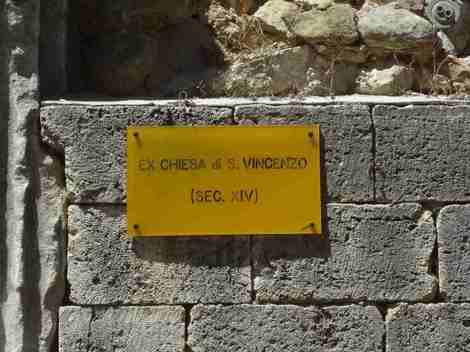 EX CHIESA di S. VINCENZO
(SEC. XIV)